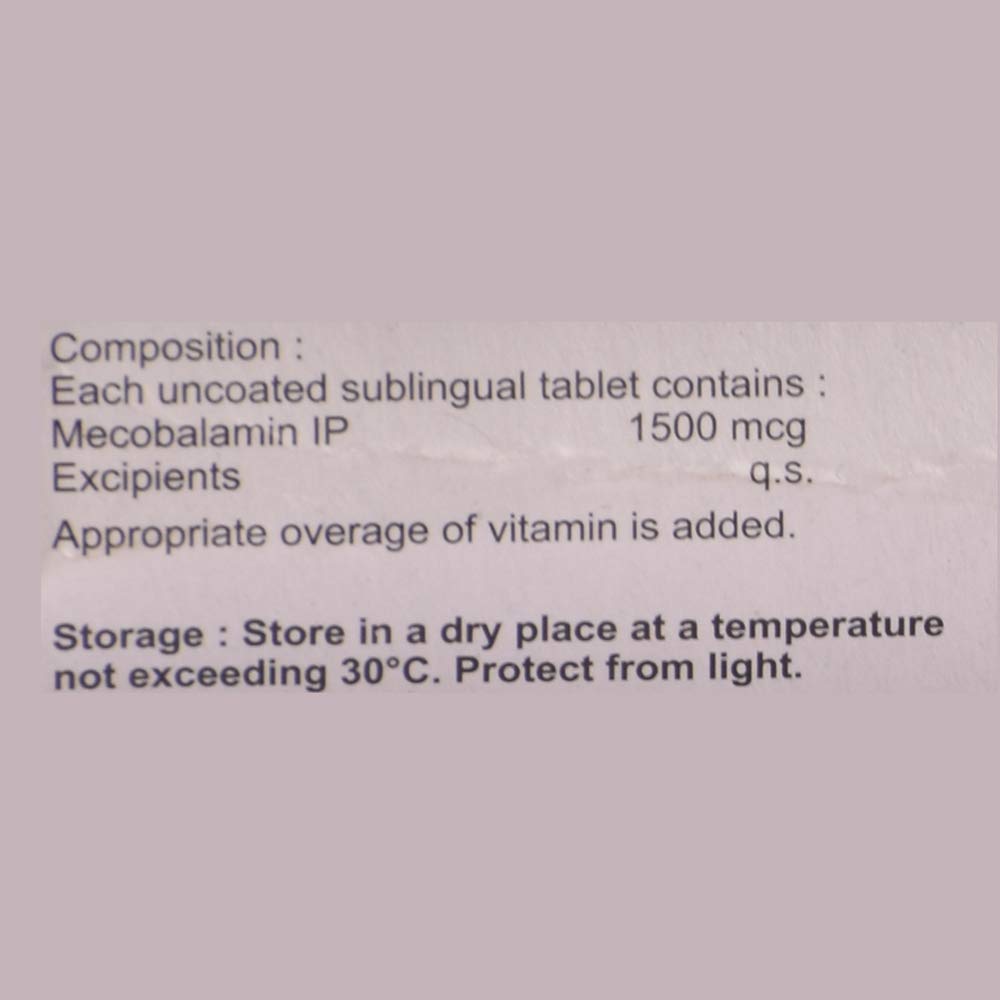 Composition :
Each uncoated sublingual tablet contains :
Mecobalamin IP 1500 mcg
Excipients q.s.
Appropriate overage of vitamin is added.
Storage : Store in a dry place at a temperature
not exceeding 30°C. Protect from light.